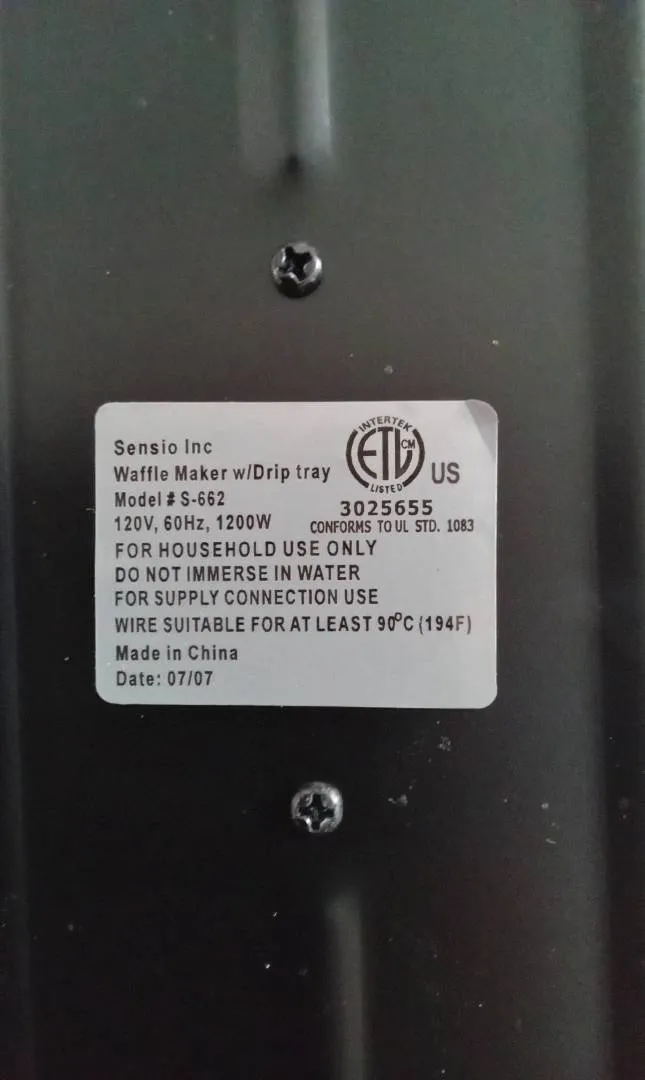 Sensio Inc
Waffle Maker w/Drip tray
Model # S-662
120V, 60Hz, 1200W
INTERTEK
ETL CM
LISTED
US
3025655
CONFORMS TO UL STD. 1083
FOR HOUSEHOLD USE ONLY
DO NOT IMMERSE IN WATER
FOR SUPPLY CONNECTION USE
WIRE SUITABLE FOR AT LEAST 90°C (194F)
Made in China
Date: 07/07